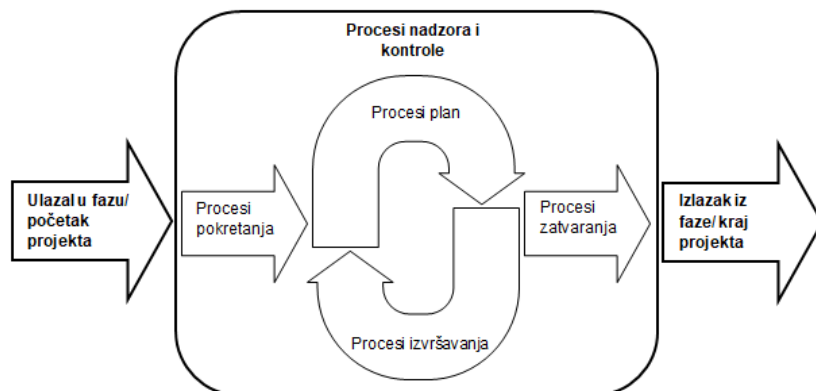 Procesi nadzora i
kontrole
Procesi plan
Ulazal u fazu/
početak
projekta
Procesi
pokretanja
Procesi
zatvaranja
Izlazak iz
faze/ kraj
projekta
Procesi izvršavanja